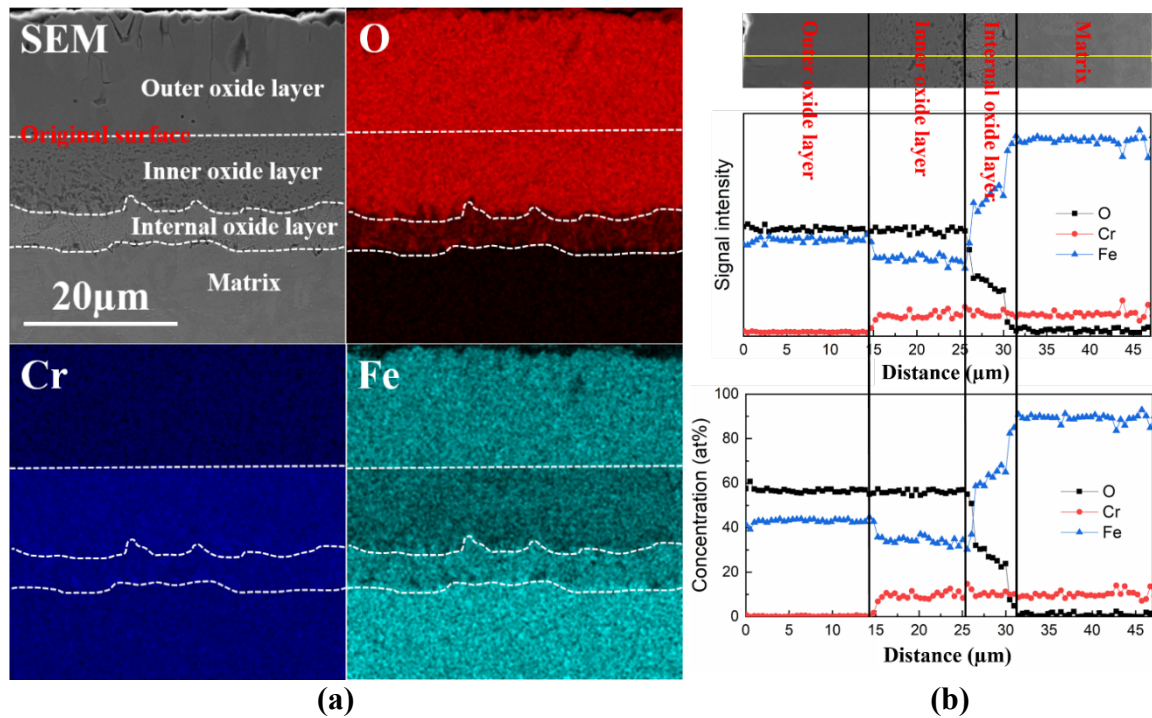 SEM
Outer oxide layer
Original surface
Inner oxide layer
Internal oxide layer
Matrix
20μm
O
Cr
Fe
(a)
Outer oxide layer
Inner oxide layer
Internal oxide layer
Matrix
Signal intensity
O
Cr
Fe
0 5 10 15 20 25 30 35 40 45
Distance (μm)
Concentration (at%)
100
80
60
40
20
0
O
Cr
Fe
0 5 10 15 20 25 30 35 40 45
Distance (μm)
(b)